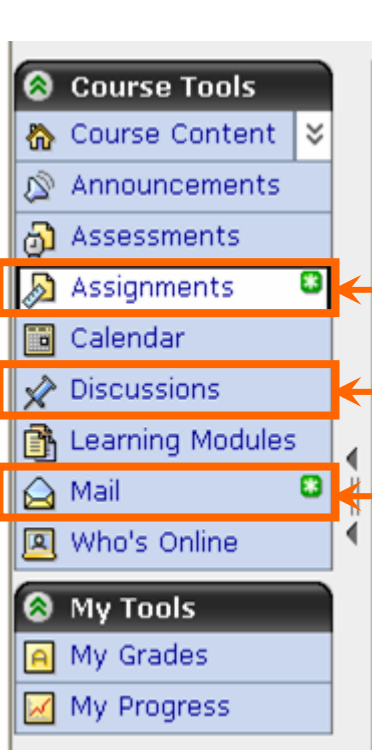 Course Tools
Course Content
Announcements
Assessments
Assignments
Calendar
Discussions
Learning Modules
Mail
Who's Online
My Tools
My Grades
My Progress